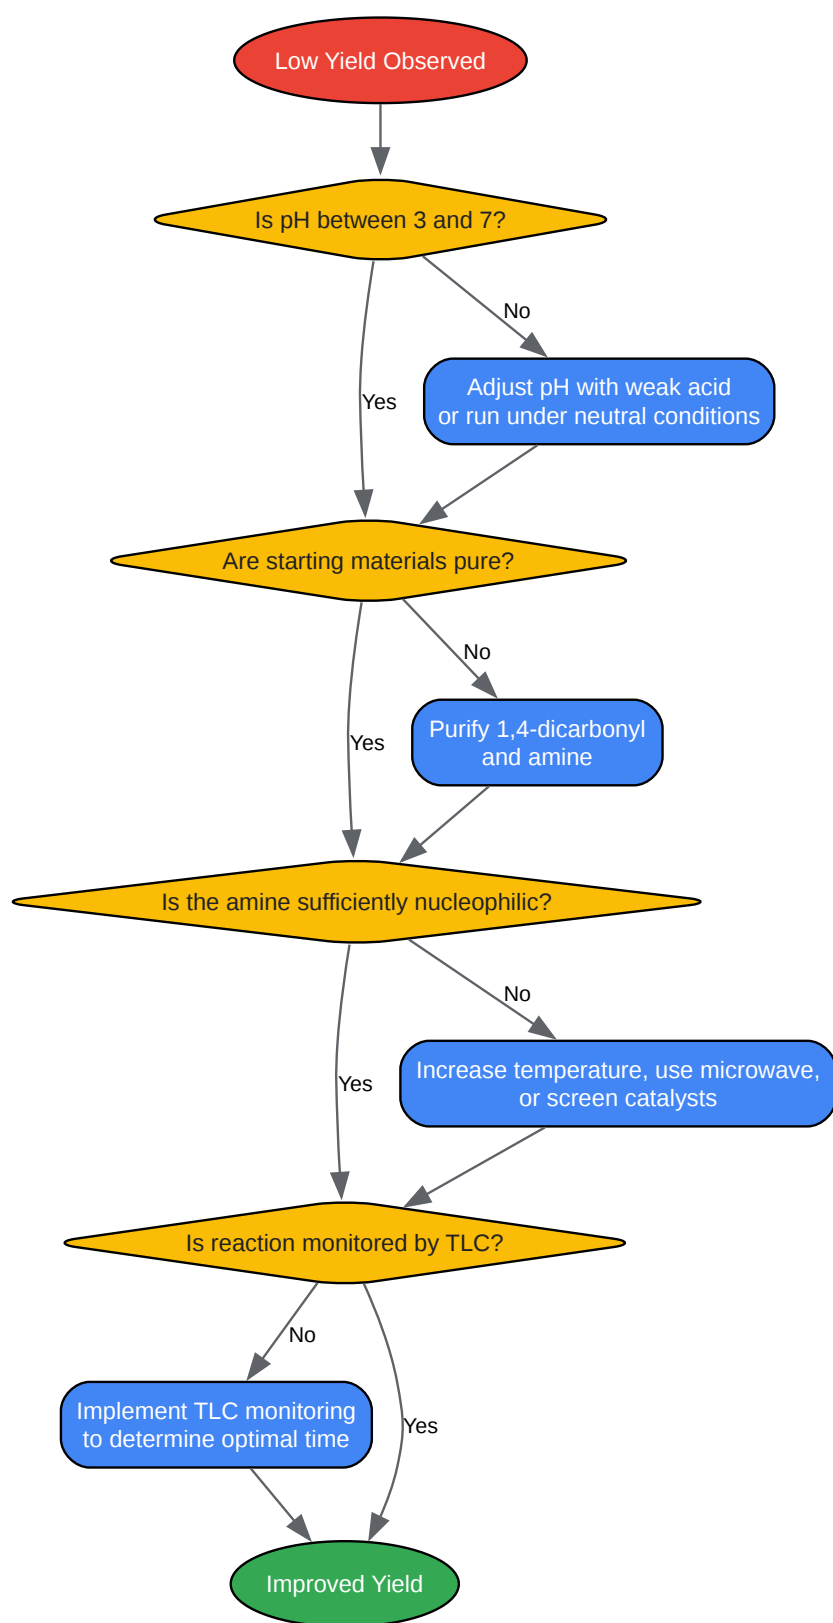 Low Yield Observed
Is pH between 3 and 7?
No
Adjust pH with weak acid
or run under neutral conditions
Yes
Are starting materials pure?
No
Purify 1,4-dicarbonyl
and amine
Yes
Is the amine sufficiently nucleophilic?
No
Increase temperature, use microwave,
or screen catalysts
Yes
Is reaction monitored by TLC?
No
Implement TLC monitoring
to determine optimal time
Yes
Improved Yield